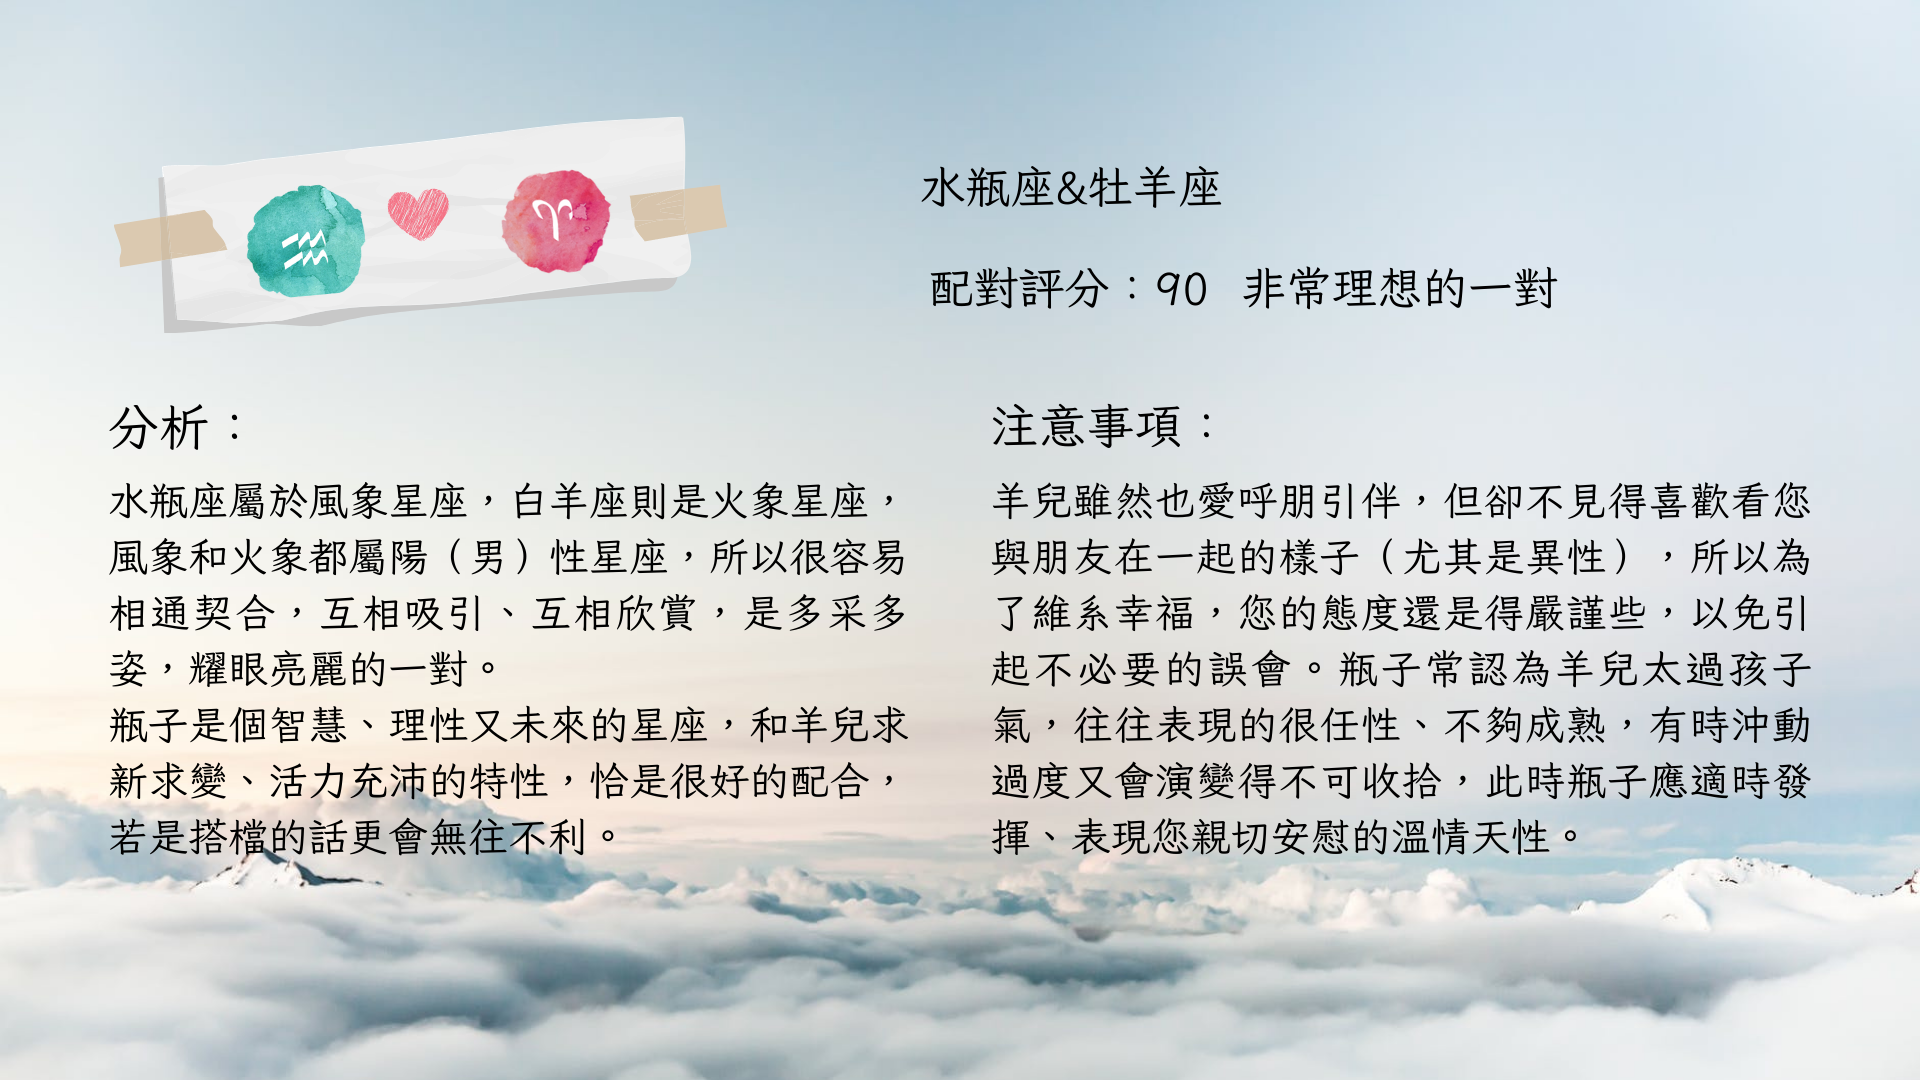 水瓶座&牡羊座
配對評分：90 非常理想的一對
分析：
水瓶座屬於風象星座，白羊座則是火象星座，
風象和火象都屬陽（男）性星座，所以很容易
相通契合，互相吸引、互相欣賞，是多采多
姿，耀眼亮麗的一對。
瓶子是個智慧、理性又未來的星座，和羊兒求
新求變、活力充沛的特性，恰是很好的配合，
若是搭檔的話更會無往不利。
注意事項：
羊兒雖然也愛呼朋引伴，但卻不見得喜歡看您
與朋友在一起的樣子（尤其是異性），所以為
了維系幸福，您的態度還是得嚴謹些，以免引
起不必要的誤會。瓶子常認為羊兒太過孩子
氣，往往表現的很任性、不夠成熟，有時沖動
過度又會演變得不可收拾，此時瓶子應適時發
揮、表現您親切安慰的溫情天性。